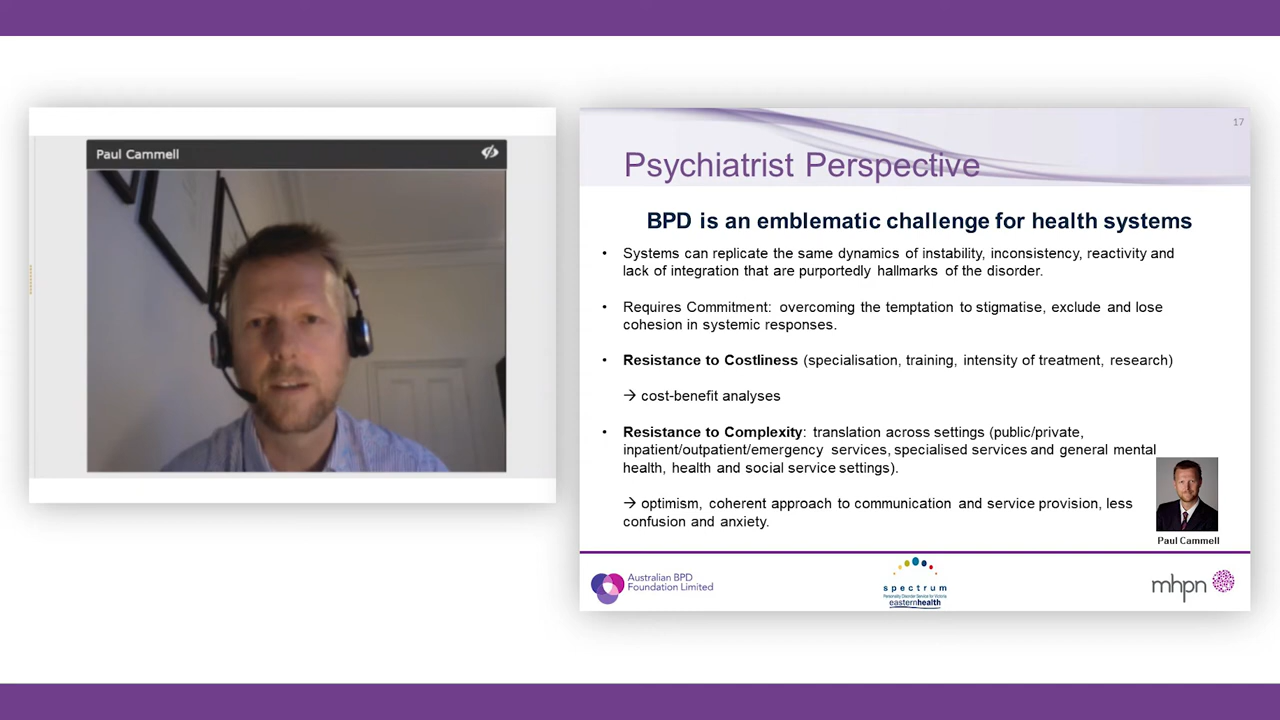 Paul Cammell
17
Psychiatrist Perspective
BPD is an emblematic challenge for health systems
• Systems can replicate the same dynamics of instability, inconsistency, reactivity and
lack of integration that are purportedly hallmarks of the disorder.
• Requires Commitment: overcoming the temptation to stigmatise, exclude and lose
cohesion in systemic responses.
• Resistance to Costliness (specialisation, training, intensity of treatment, research)
→ cost-benefit analyses
• Resistance to Complexity: translation across settings (public/private,
inpatient/outpatient/emergency services, specialised services and general mental
health, health and social service settings).
→ optimism, coherent approach to communication and service provision, less
confusion and anxiety.
Paul Cammell
Australian BPD
Foundation Limited
spectrum
Personality Disorder Service for Victoria
easternhealth
mhpn